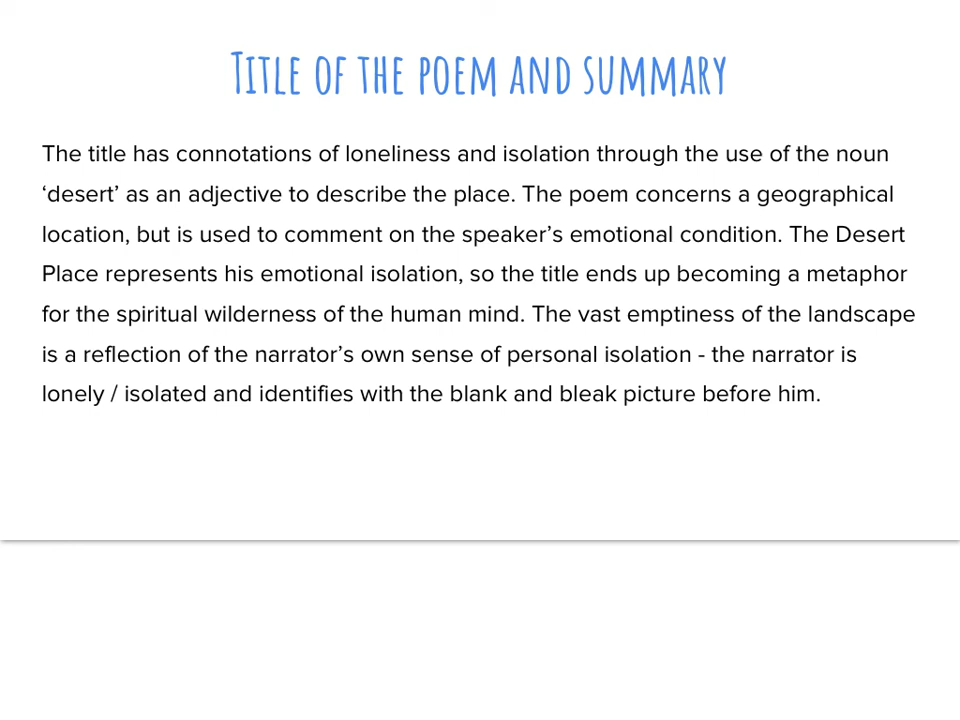 Title of the poem and summary
The title has connotations of loneliness and isolation through the use of the noun
‘desert’ as an adjective to describe the place. The poem concerns a geographical
location, but is used to comment on the speaker’s emotional condition. The Desert
Place represents his emotional isolation, so the title ends up becoming a metaphor
for the spiritual wilderness of the human mind. The vast emptiness of the landscape
is a reflection of the narrator’s own sense of personal isolation - the narrator is
lonely / isolated and identifies with the blank and bleak picture before him.